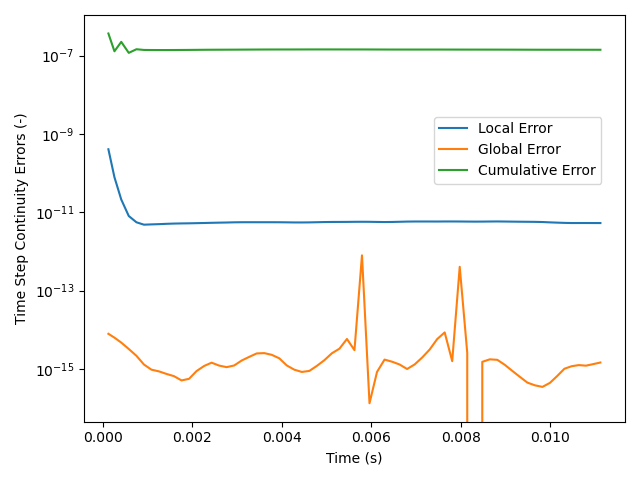 Time Step Continuity Errors (-)
10⁻⁷
10⁻⁹
10⁻¹¹
10⁻¹³
10⁻¹⁵
Local Error
Global Error
Cumulative Error
0.000 0.002 0.004 0.006 0.008 0.010
Time (s)